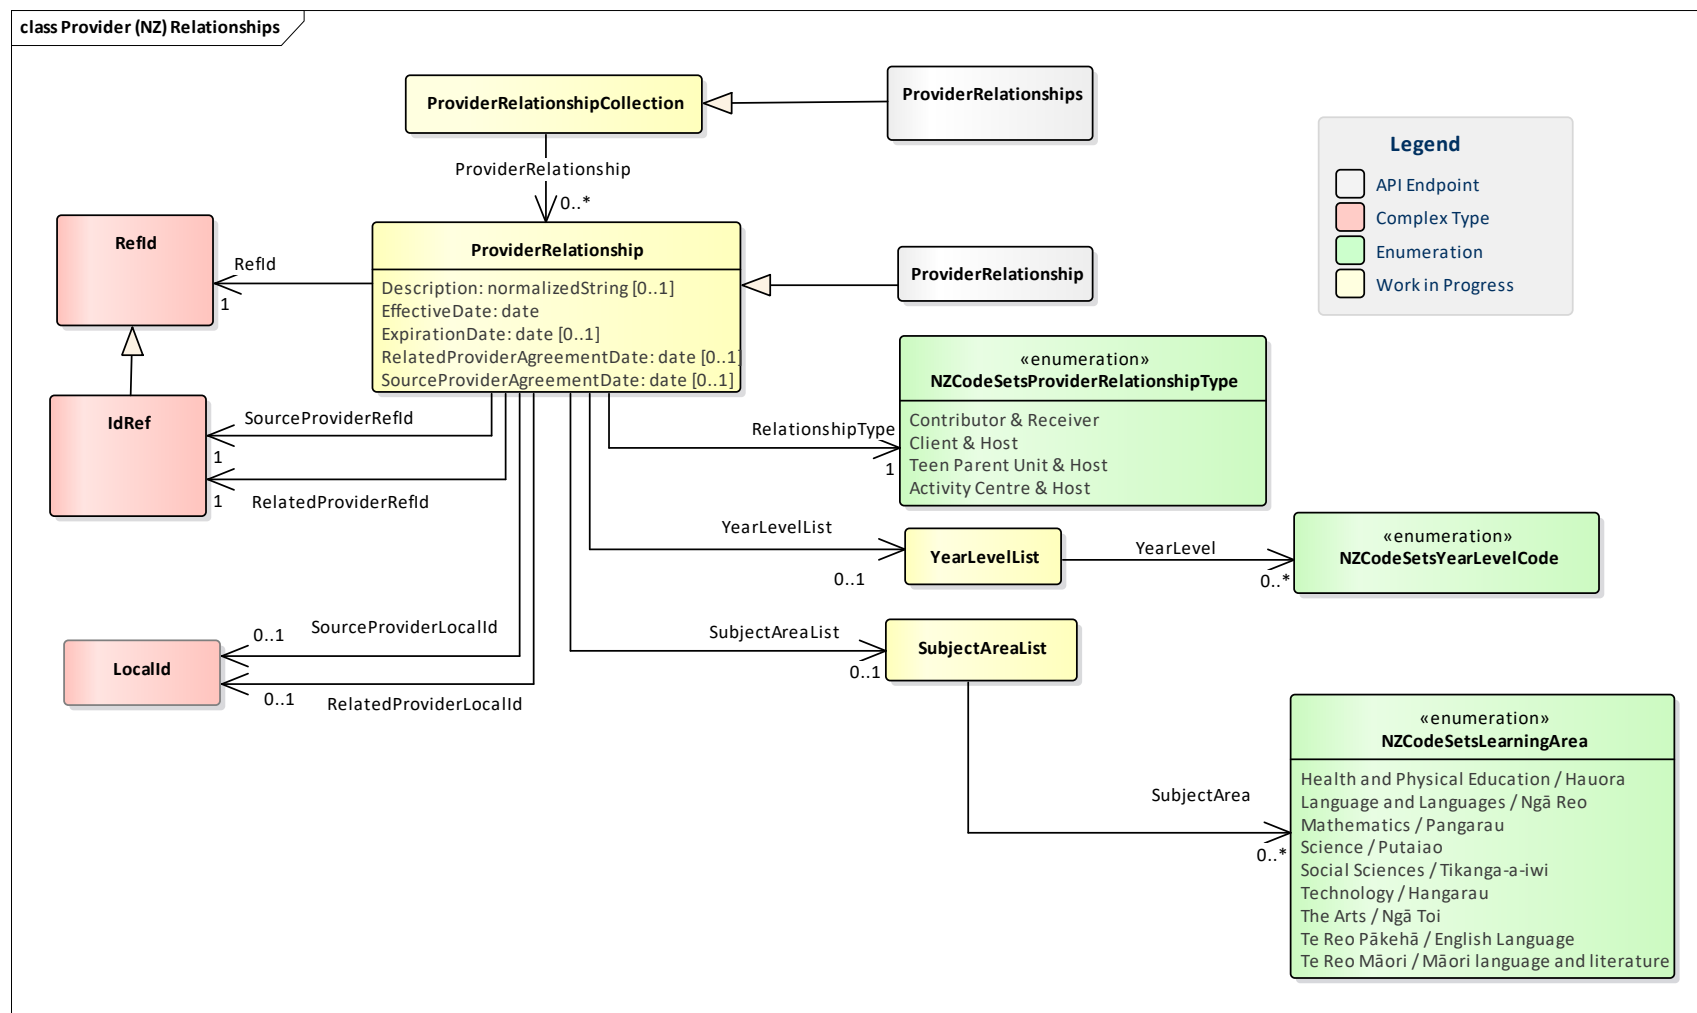 class Provider (NZ) Relationships
ProviderRelationshipCollection
ProviderRelationships
Legend
API Endpoint
Complex Type
Enumeration
Work in Progress
ProviderRelationship
0..*
RefId
RefId
1
ProviderRelationship
Description: normalizedString [0..1]
EffectiveDate: date
ExpirationDate: date [0..1]
RelatedProviderAgreementDate: date [0..1]
SourceProviderAgreementDate: date [0..1]
ProviderRelationship
IdRef
SourceProviderRefId
1
1
RelatedProviderRefId
RelationshipType
1
«enumeration»
NZCodeSetsProviderRelationshipType
Contributor & Receiver
Client & Host
Teen Parent Unit & Host
Activity Centre & Host
YearLevelList
0..1
YearLevelList
YearLevel
0..*
«enumeration»
NZCodeSetsYearLevelCode
LocalId
0..1
SourceProviderLocalId
0..1
RelatedProviderLocalId
SubjectAreaList
0..1
SubjectAreaList
SubjectArea
0..*
«enumeration»
NZCodeSetsLearningArea
Health and Physical Education / Hauora
Language and Languages / Ngā Reo
Mathematics / Pangarau
Science / Putaiao
Social Sciences / Tikanga-a-iwi
Technology / Hangarau
The Arts / Ngā Toi
Te Reo Pākehā / English Language
Te Reo Māori / Māori language and literature